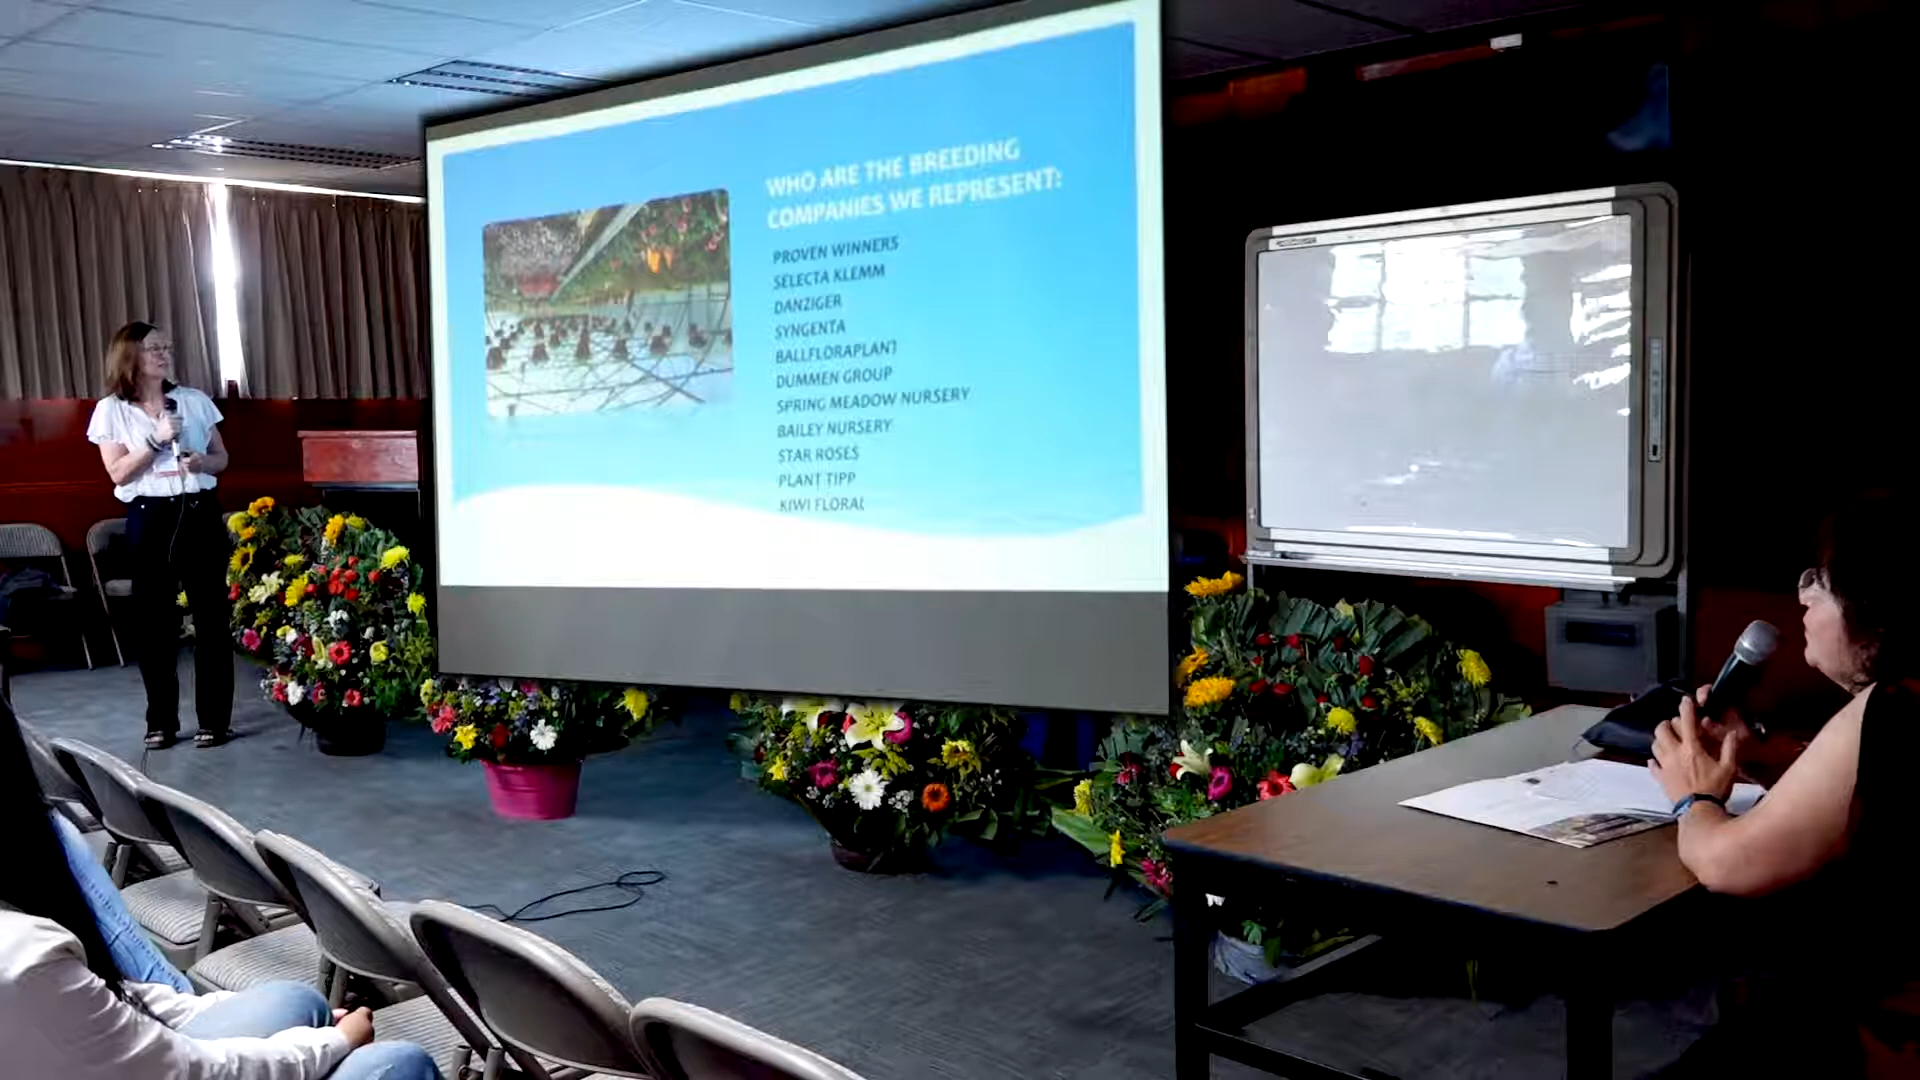 WHO ARE THE BREEDING
COMPANIES WE REPRESENT:
PROVEN WINNERS
SELECTA KLEMM
DANZIGER
SYNGENTA
BALLFLORAPLANT
DUMMEN GROUP
SPRING MEADOW NURSERY
BAILEY NURSERY
STAR ROSES
PLANT TIPP
KIWI FLORAL